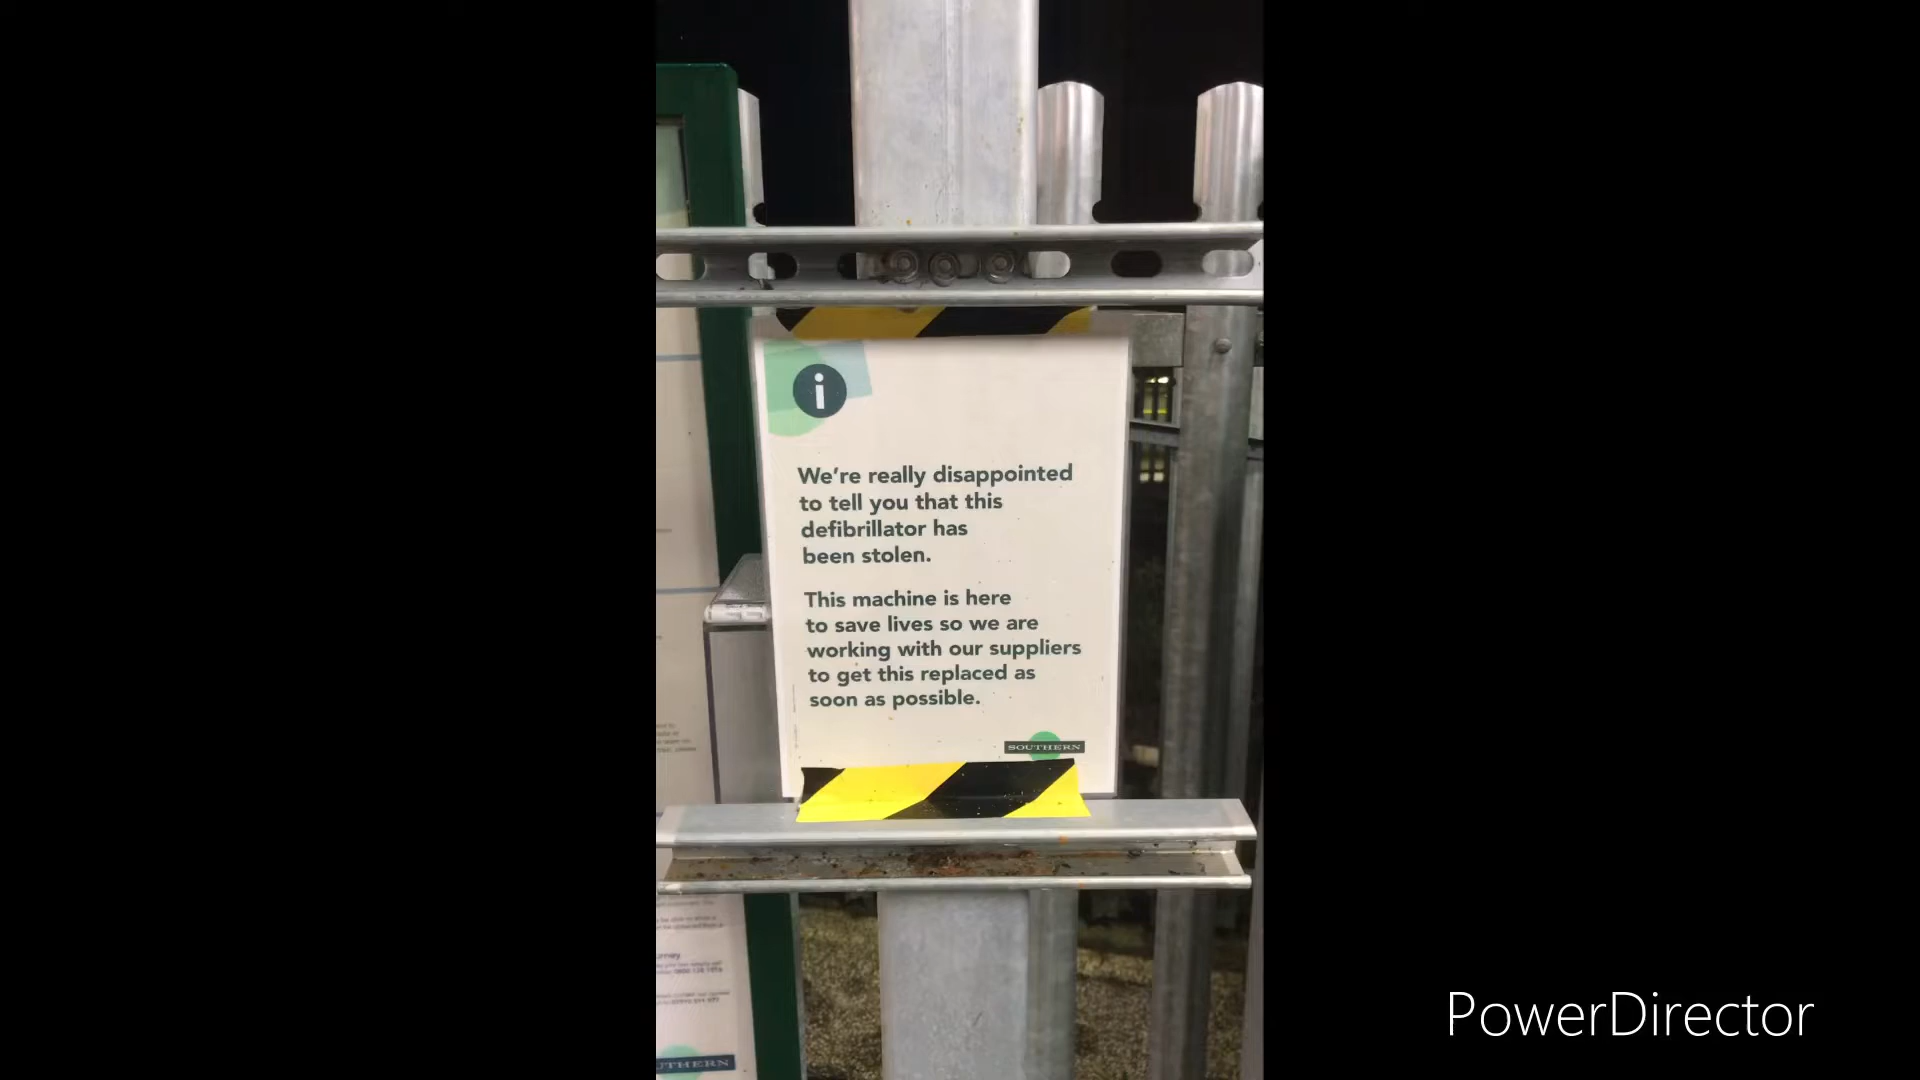 i
We're really disappointed
to tell you that this
defibrillator has
been stolen.
This machine is here
to save lives so we are
working with our suppliers
to get this replaced as
soon as possible.
SOUTHERN
THERN
PowerDirector